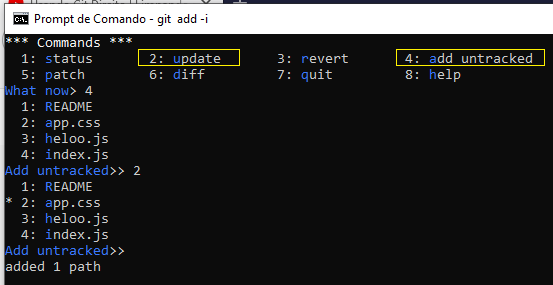 Prompt de Comando - git add -i
*** Commands ***
1: status 2: update 3: revert 4: add untracked
5: patch 6: diff 7: quit 8: help
What now> 4
1: README
2: app.css
3: heloo.js
4: index.js
Add untracked>> 2
1: README
* 2: app.css
3: heloo.js
4: index.js
Add untracked>>
added 1 path